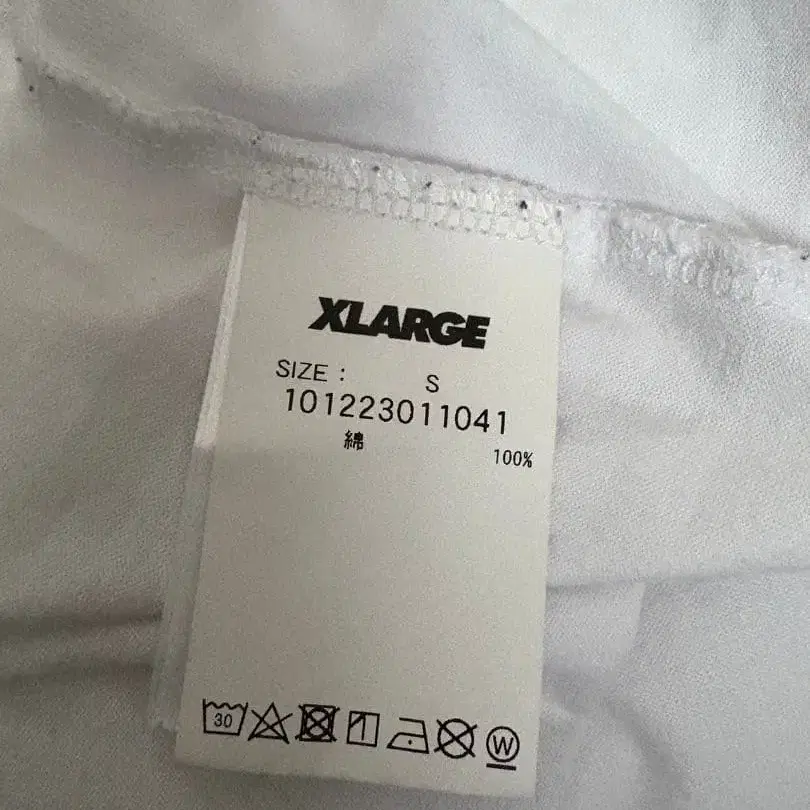 XLARGE
SIZE : S
101223011041
綿 100%
30 W